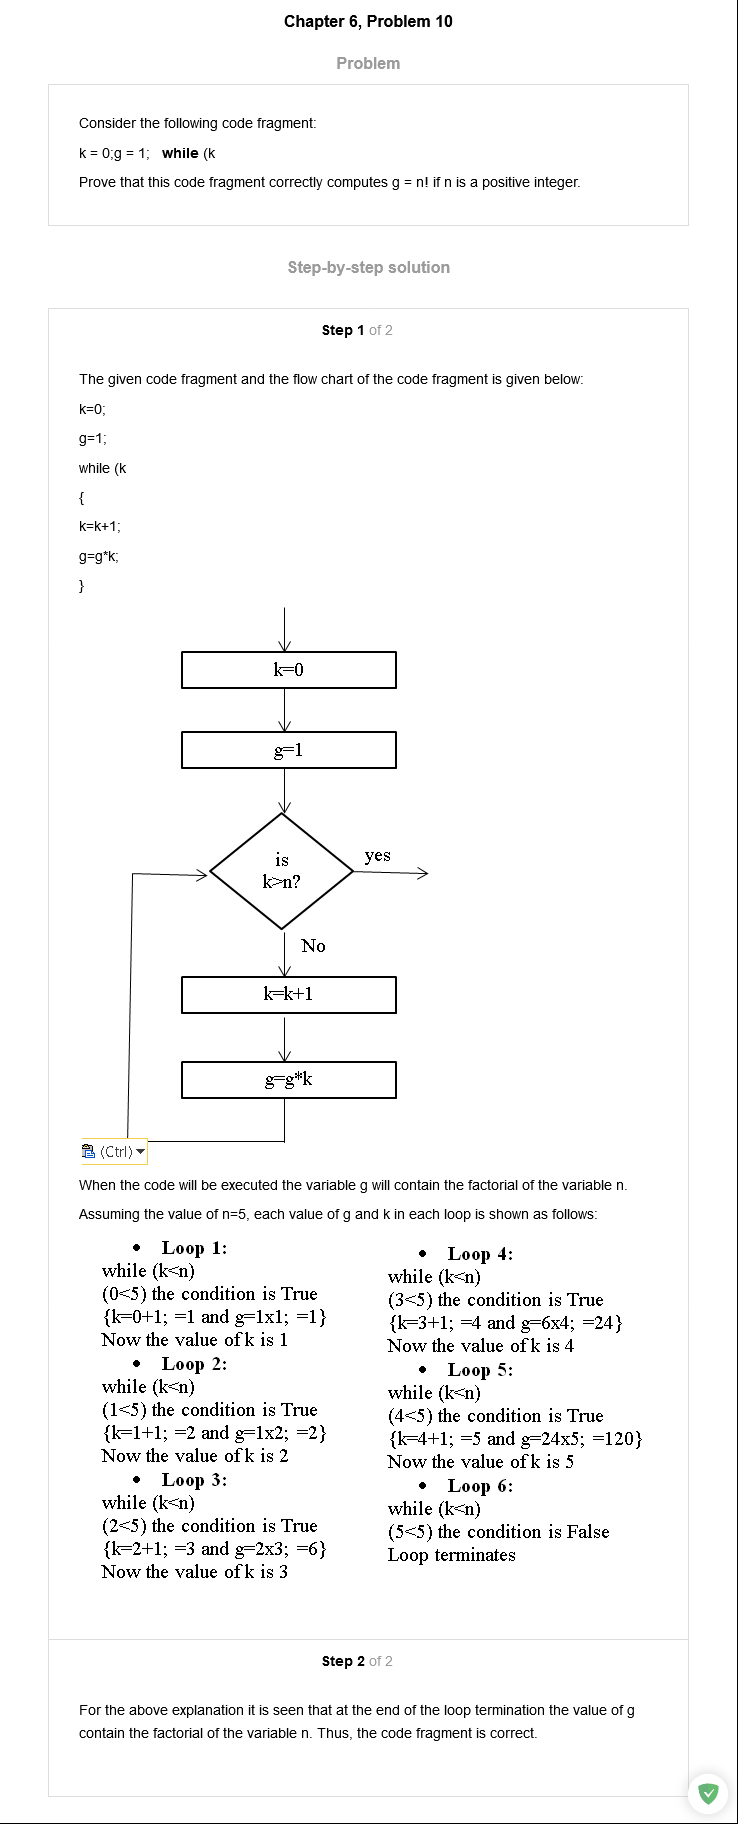 Chapter 6, Problem 10
Problem
Consider the following code fragment:
k = 0;g = 1;   while (k
Prove that this code fragment correctly computes g = n! if n is a positive integer.
Step-by-step solution
Step 1 of 2
The given code fragment and the flow chart of the code fragment is given below:
k=0;
g=1;
while (k
{
k=k+1;
g=g*k;
}
k=0
g=1
is
k>n?
yes
No
k=k+1
g=g*k
(Ctrl)
When the code will be executed the variable g will contain the factorial of the variable n.
Assuming the value of n=5, each value of g and k in each loop is shown as follows:
• Loop 1:
while (k<n)
(0<5) the condition is True
{k=0+1; =1 and g=1x1; =1}
Now the value of k is 1
• Loop 2:
while (k<n)
(1<5) the condition is True
{k=1+1; =2 and g=1x2; =2}
Now the value of k is 2
• Loop 3:
while (k<n)
(2<5) the condition is True
{k=2+1; =3 and g=2x3; =6}
Now the value of k is 3
• Loop 4:
while (k<n)
(3<5) the condition is True
{k=3+1; =4 and g=6x4; =24}
Now the value of k is 4
• Loop 5:
while (k<n)
(4<5) the condition is True
{k=4+1; =5 and g=24x5; =120}
Now the value of k is 5
• Loop 6:
while (k<n)
(5<5) the condition is False
Loop terminates
Step 2 of 2
For the above explanation it is seen that at the end of the loop termination the value of g
contain the factorial of the variable n. Thus, the code fragment is correct.